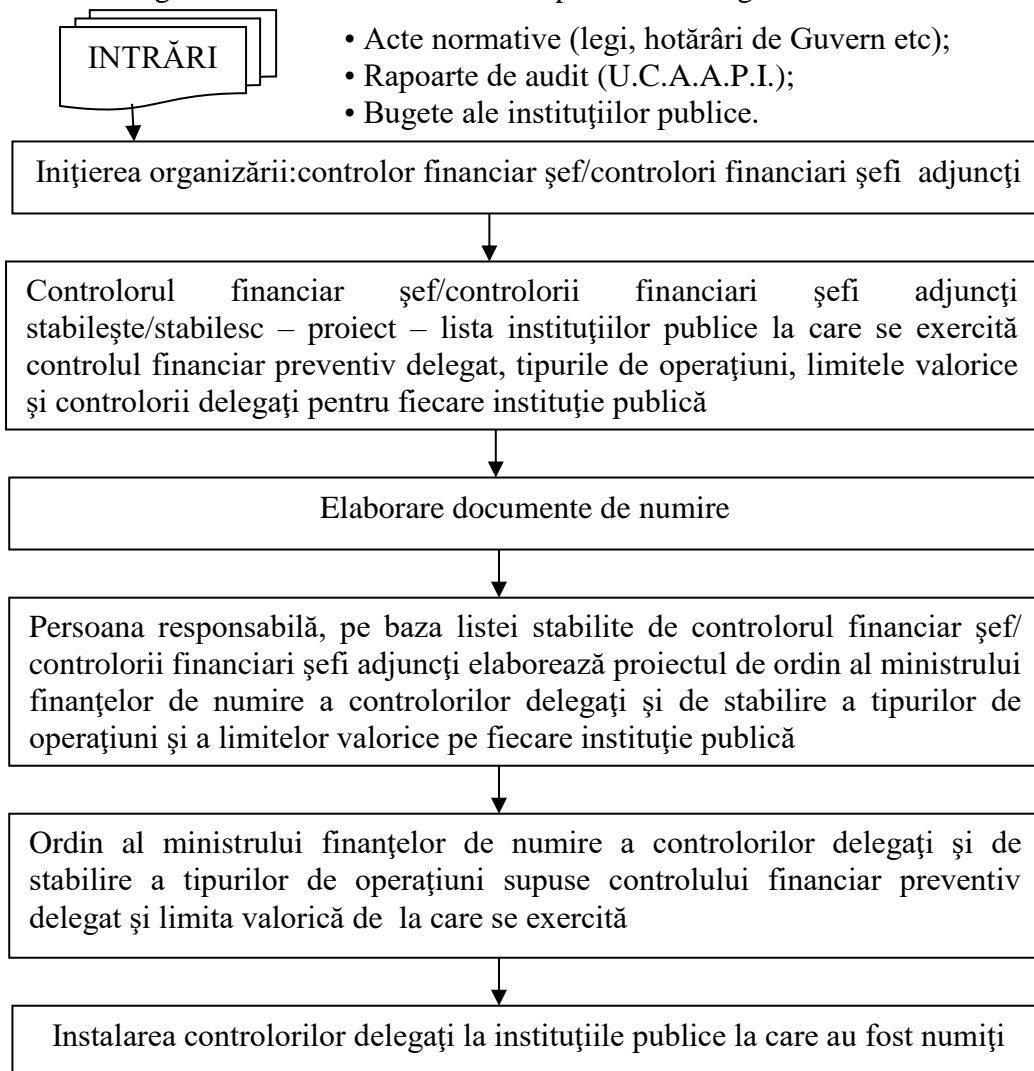 INTRĂRI
• Acte normative (legi, hotărâri de Guvern etc);
• Rapoarte de audit (U.C.A.A.P.I.);
• Bugete ale instituţiilor publice.
Iniţierea organizării:controlor financiar şef/controlori financiari şefi adjuncţi
Controlorul financiar şef/controlorii financiari şefi adjuncţi
stabileşte/stabilesc – proiect – lista instituţiilor publice la care se exercită
controlul financiar preventiv delegat, tipurile de operaţiuni, limitele valorice
şi controlorii delegaţi pentru fiecare instituţie publică
Elaborare documente de numire
Persoana responsabilă, pe baza listei stabilite de controlorul financiar şef/
controlorii financiari şefi adjuncţi elaborează proiectul de ordin al ministrului
finanţelor de numire a controlorilor delegaţi şi de stabilire a tipurilor de
operaţiuni şi a limitelor valorice pe fiecare instituţie publică
Ordin al ministrului finanţelor de numire a controlorilor delegaţi şi de
stabilire a tipurilor de operaţiuni supuse controlului financiar preventiv
delegat şi limita valorică de la care se exercită
Instalarea controlorilor delegaţi la instituţiile publice la care au fost numiţi